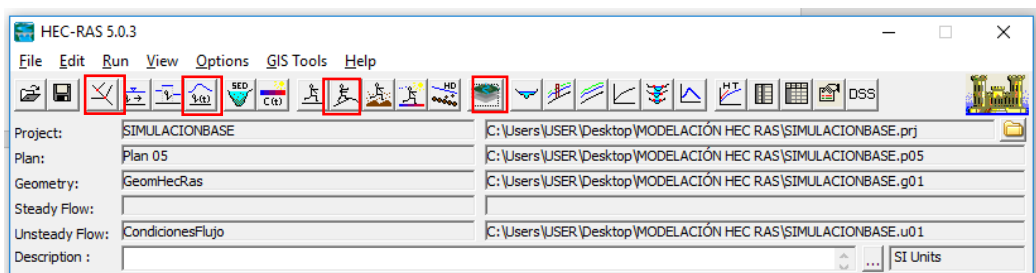 HEC-RAS 5.0.3
File Edit Run View Options GIS Tools Help
SED C(t) HD HT DSS
Project: SIMULACIONBASE C:\Users\USER\Desktop\MODELACIÓN HEC RAS\SIMULACIONBASE.prj
Plan: Plan 05 C:\Users\USER\Desktop\MODELACIÓN HEC RAS\SIMULACIONBASE.p05
Geometry: GeomHecRas C:\Users\USER\Desktop\MODELACIÓN HEC RAS\SIMULACIONBASE.g01
Steady Flow:
Unsteady Flow: CondicionesFlujo C:\Users\USER\Desktop\MODELACIÓN HEC RAS\SIMULACIONBASE.u01
Description : ... SI Units